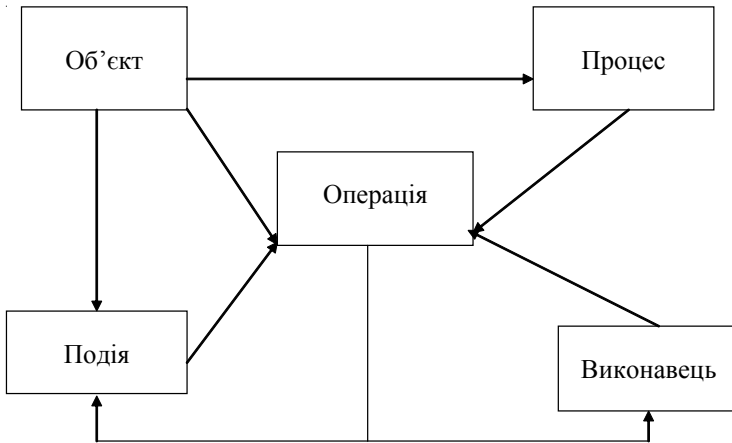 Об’єкт
Процес
Операція
Подія
Виконавець